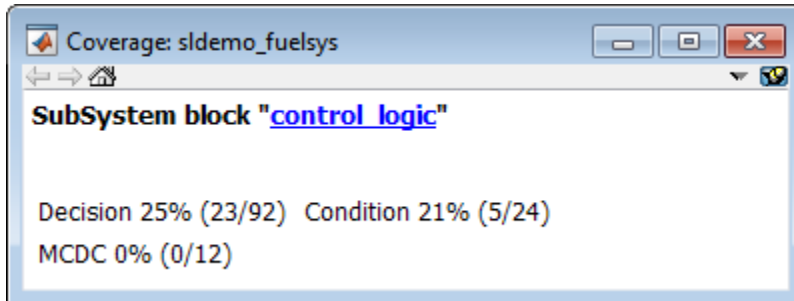 Coverage: sldemo_fuelsys
SubSystem block "control_logic"
Decision 25% (23/92) Condition 21% (5/24)
MCDC 0% (0/12)